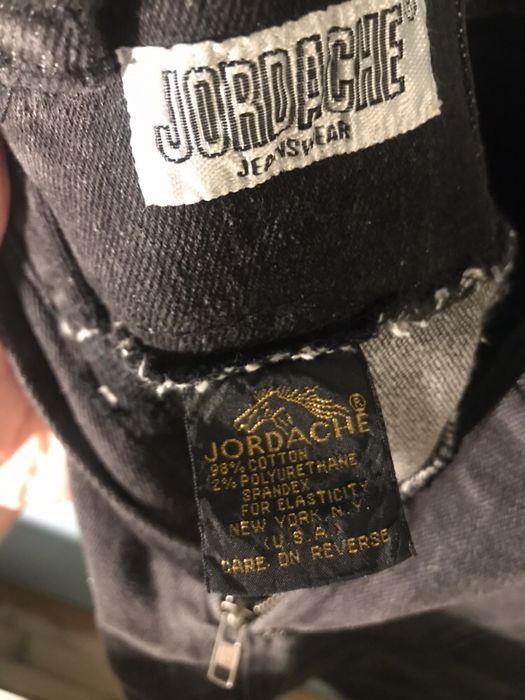 JORDACHE®
JEANSWEAR
®
JORDACHE
98% COTTON
2% POLYURETHANE
SPANDEX
FOR ELASTICITY
NEW YORK, N.Y.
(U S A)
CARE ON REVERSE